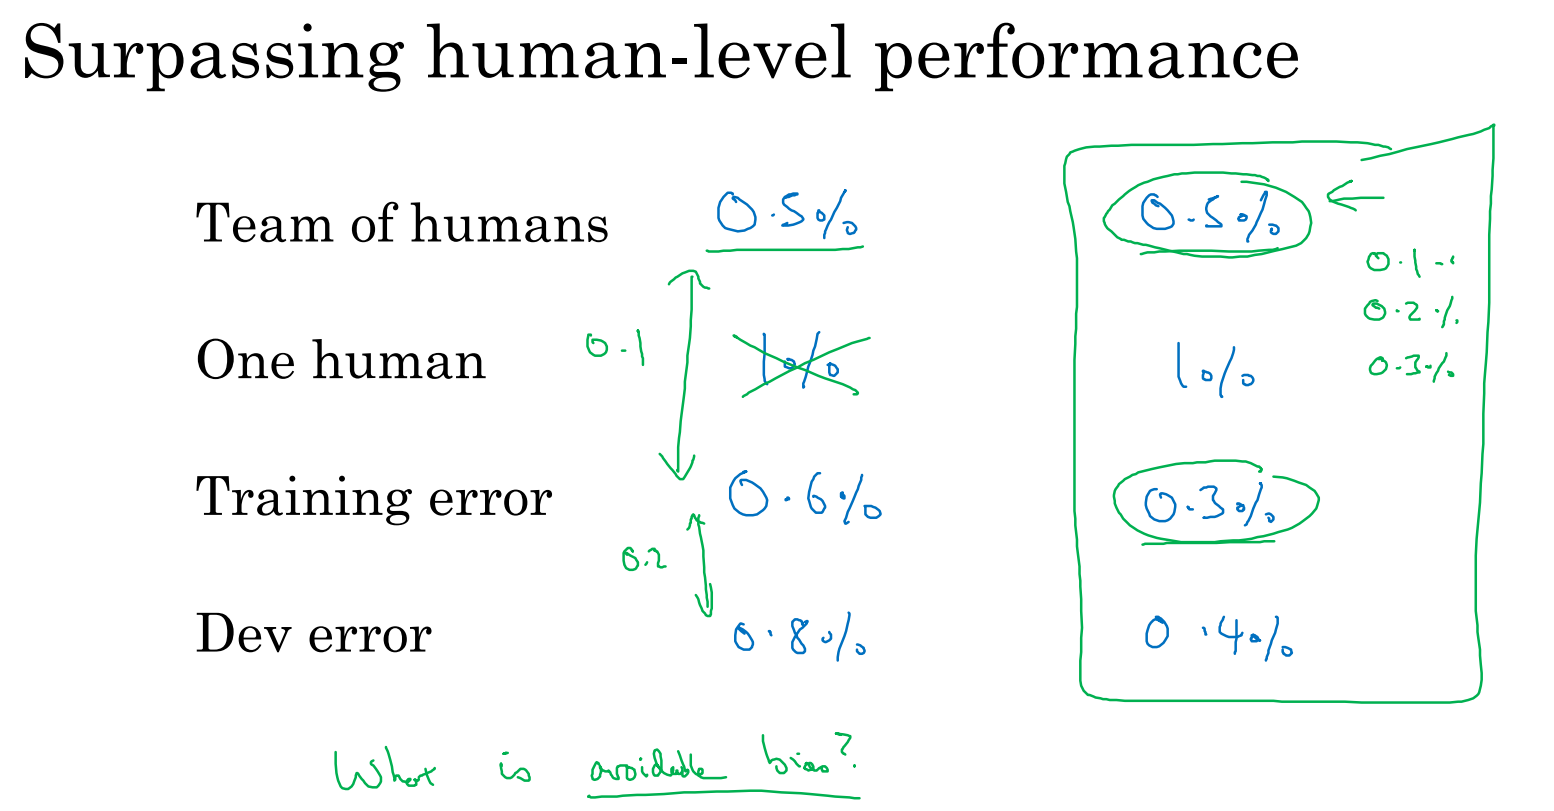 Surpassing human-level performance
Team of humans 0.5% 0.5%
0.1
0.2%
0.3%
One human 0.1 1% 1%
Training error 0.6% 0.3%
0.2
Dev error 0.8% 0.4%
What is avoidable bias?